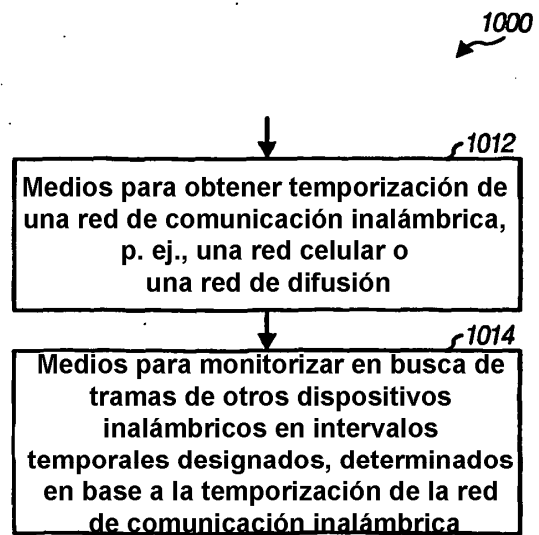 1000
1012
Medios para obtener temporización de
una red de comunicación inalámbrica,
p. ej., una red celular o
una red de difusión
1014
Medios para monitorizar en busca de
tramas de otros dispositivos
inalámbricos en intervalos
temporales designados, determinados
en base a la temporización de la red
de comunicación inalámbrica